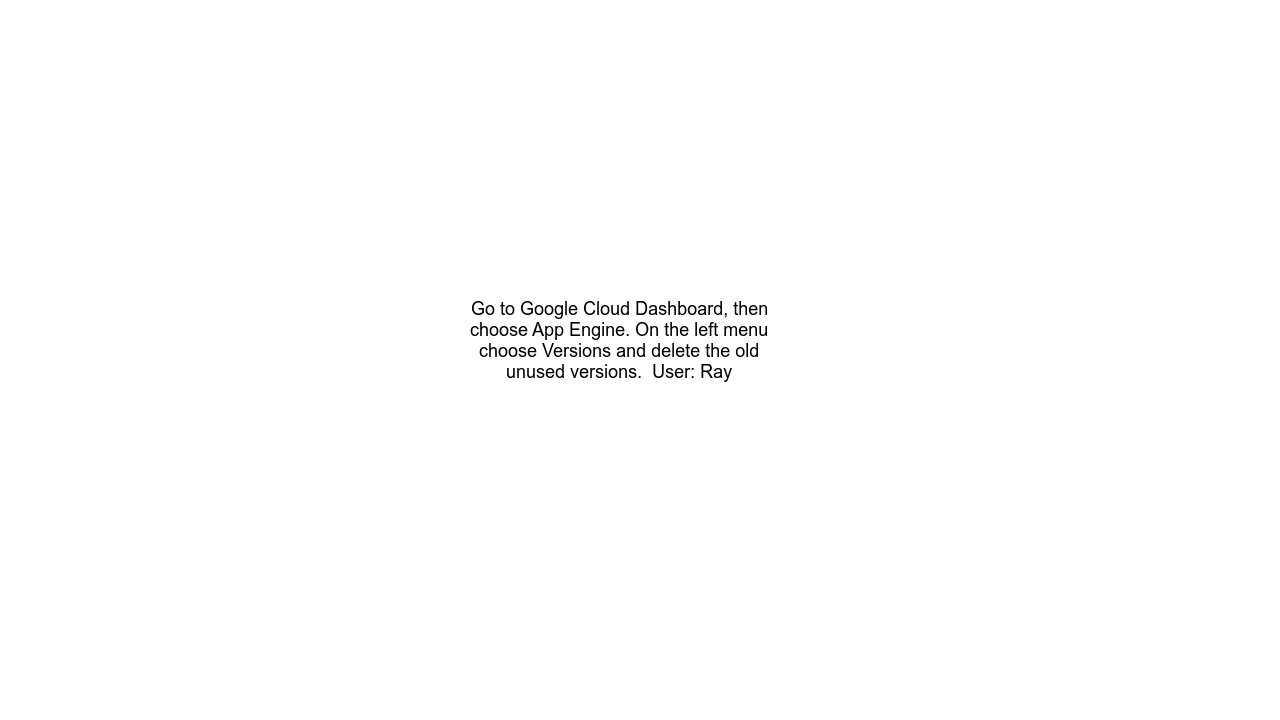 Go to Google Cloud Dashboard, then
choose App Engine. On the left menu
choose Versions and delete the old
unused versions.  User: Ray